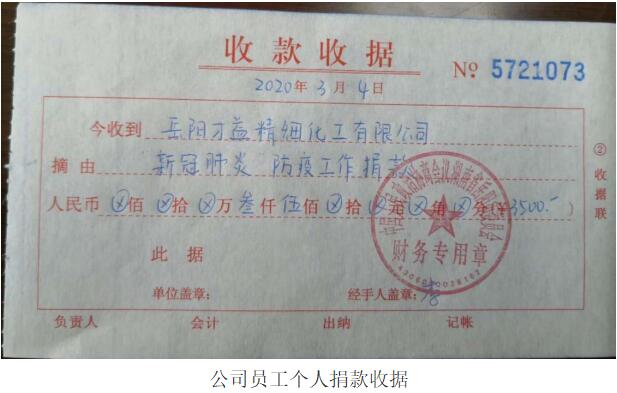 收款收据
2020年3月4日
№ 5721073
今收到 岳阳才益精细化工有限公司
摘由 新冠肺炎 防疫工作捐款
人民币 ⊗佰 ⊗拾 ⊗万 叁仟 伍佰 ⊗拾 ⊗元 ⊗角 ⊗分(¥3500.-)
此据
财务专用章
单位盖章:
经手人盖章:
负责人 会计 出纳 记帐
②收据联
公司员工个人捐款收据